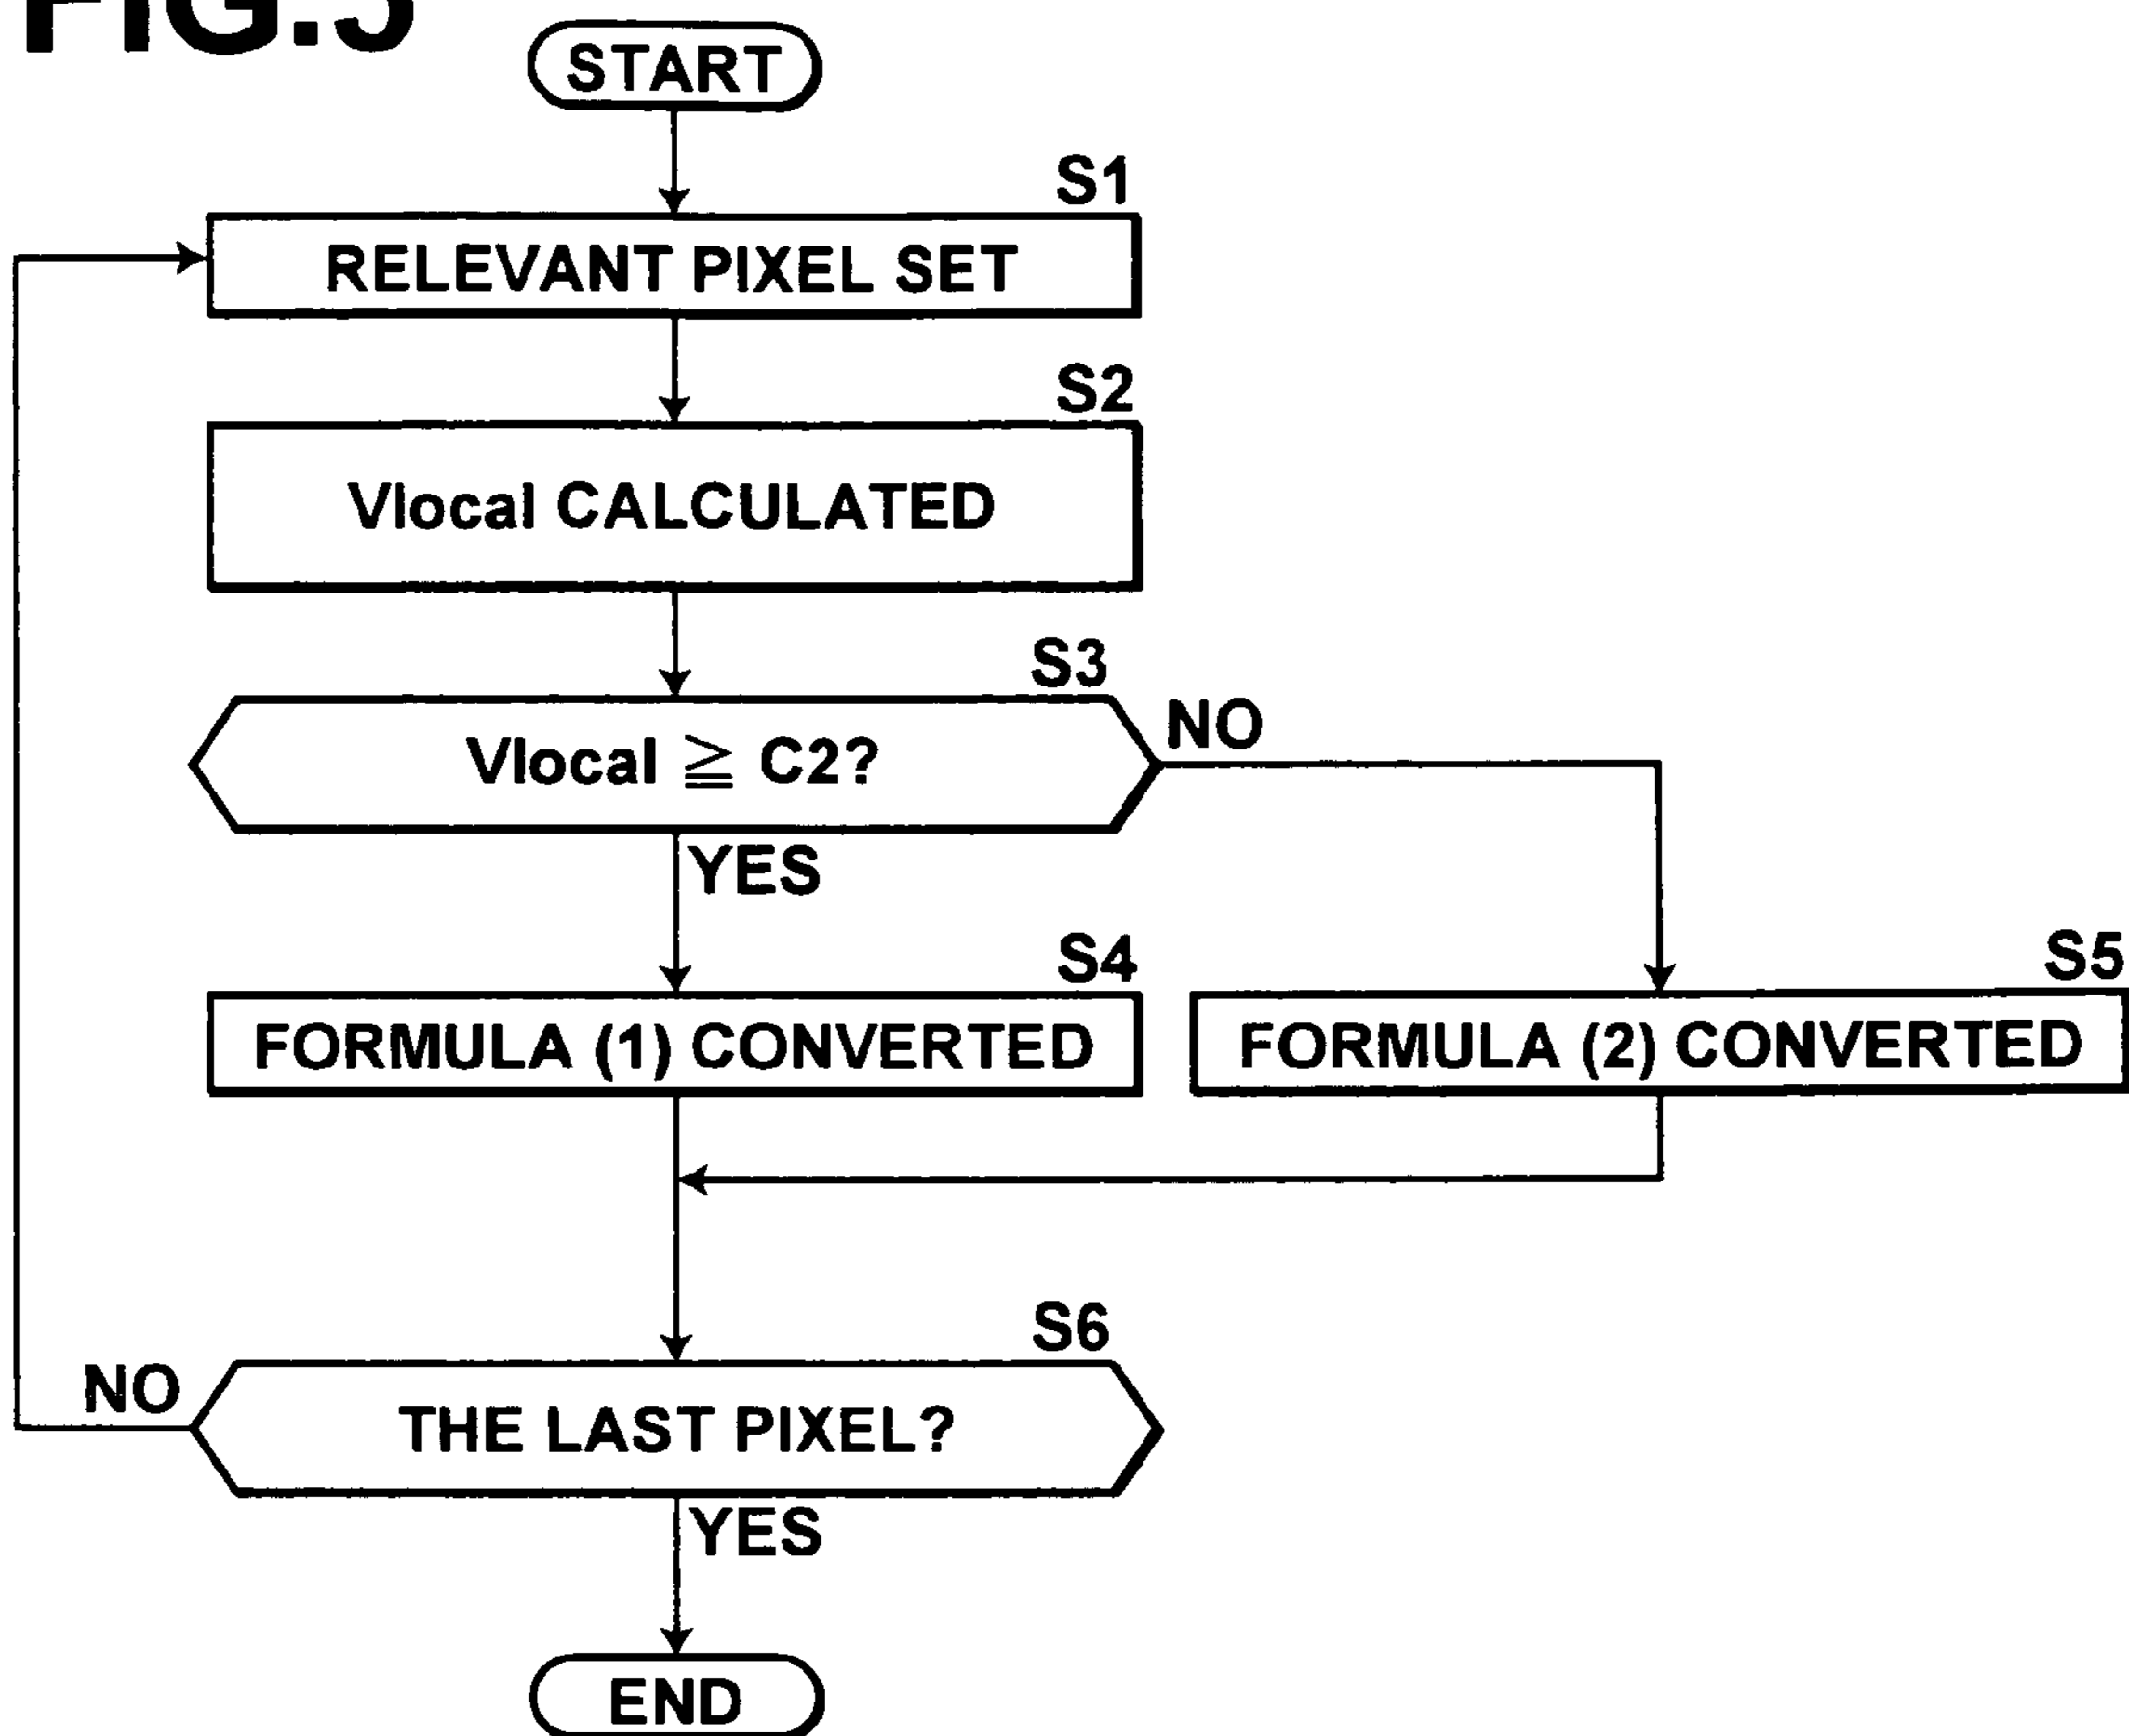 FIG.5
START
S1
RELEVANT PIXEL SET
S2
Vlocal CALCULATED
S3
Vlocal ≧ C2?
NO
YES
S4
FORMULA (1) CONVERTED
S5
FORMULA (2) CONVERTED
S6
NO
THE LAST PIXEL?
YES
END